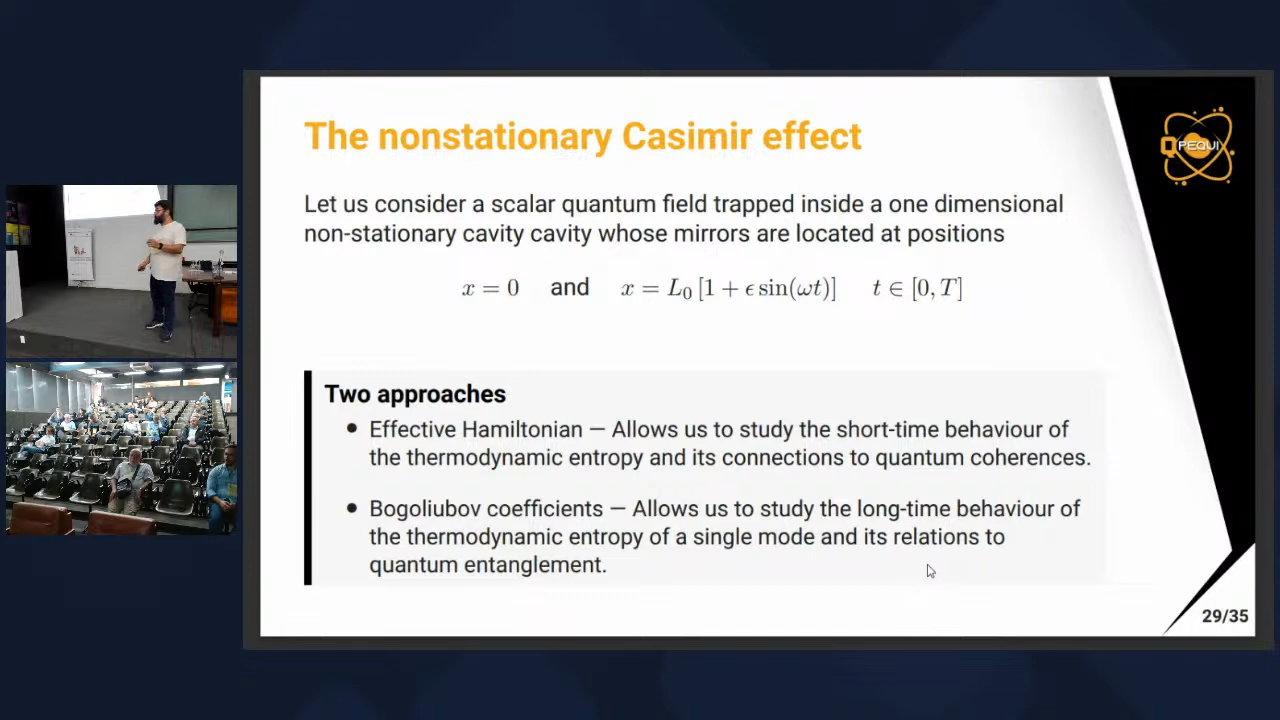 The nonstationary Casimir effect
QPEQUI
Let us consider a scalar quantum field trapped inside a one dimensional
non-stationary cavity cavity whose mirrors are located at positions
x = 0 and x = L₀ [1 + ϵ sin(ωt)] t ∈ [0, T]
Two approaches
• Effective Hamiltonian — Allows us to study the short-time behaviour of
the thermodynamic entropy and its connections to quantum coherences.
• Bogoliubov coefficients — Allows us to study the long-time behaviour of
the thermodynamic entropy of a single mode and its relations to
quantum entanglement.
29/35